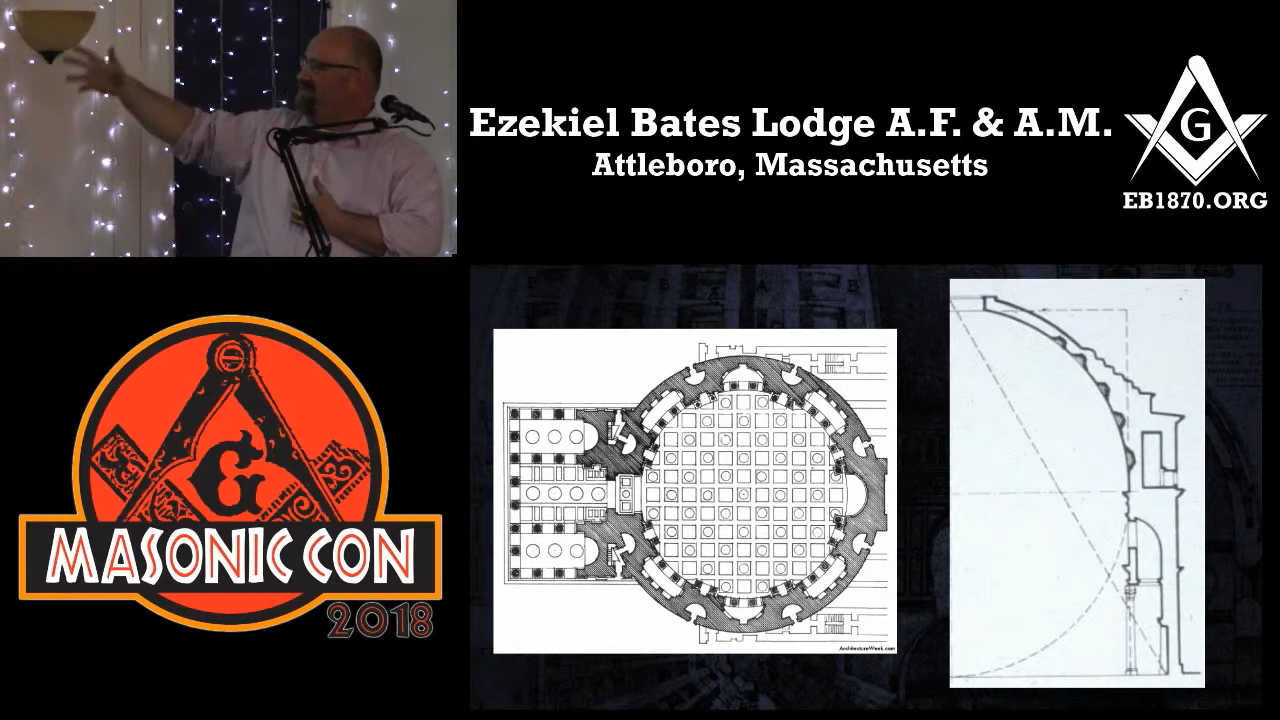 Ezekiel Bates Lodge A.F. & A.M.
Attleboro, Massachusetts
G
EB1870.ORG
G
MASONIC CON
2018
ArchitectureWeek.com